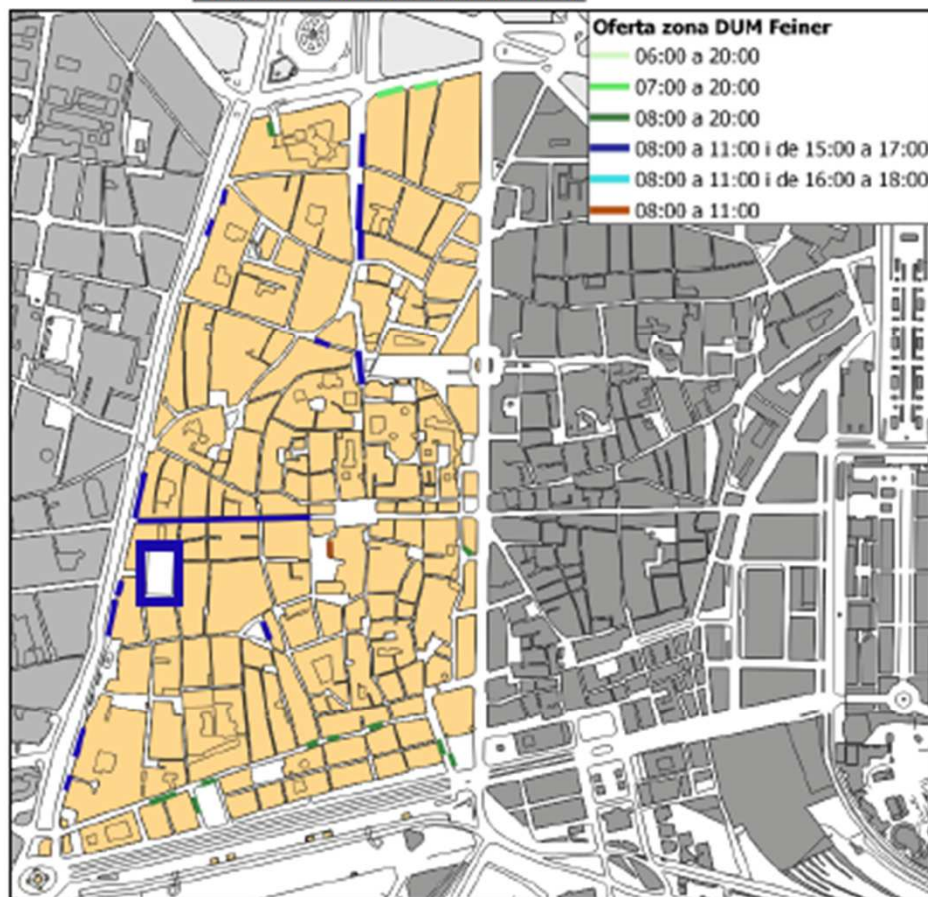 Oferta zona DUM Feiner
06:00 a 20:00
07:00 a 20:00
08:00 a 20:00
08:00 a 11:00 i de 15:00 a 17:00
08:00 a 11:00 i de 16:00 a 18:00
08:00 a 11:00